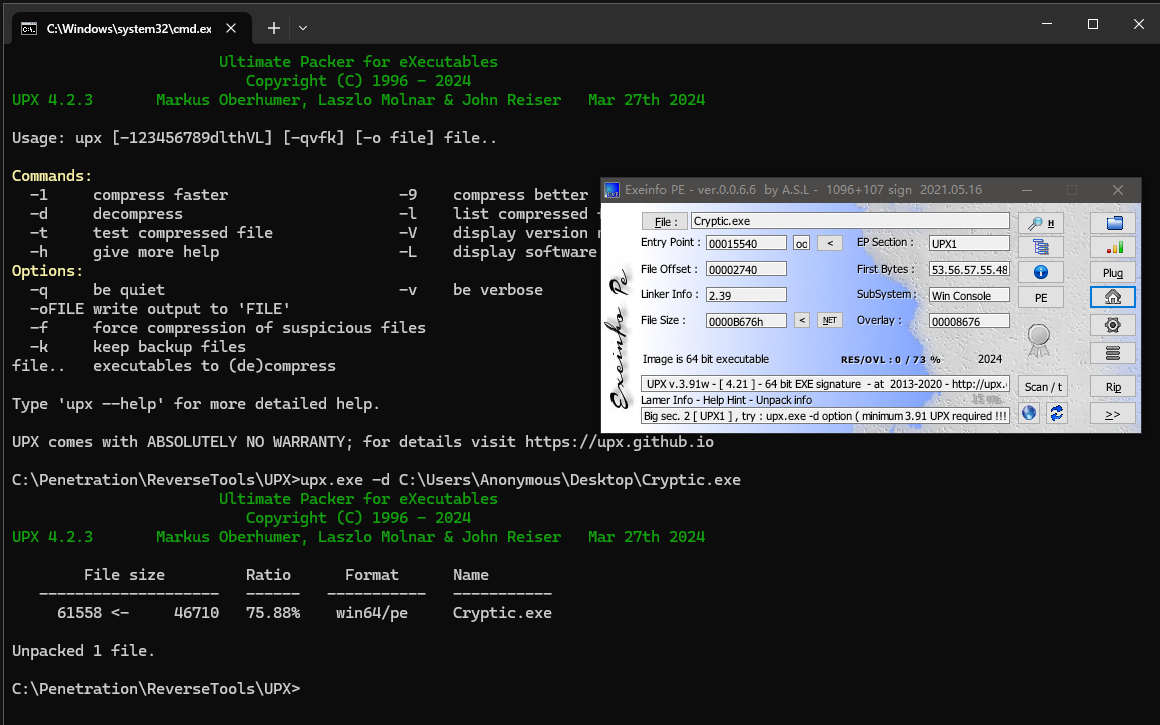 C:\Windows\system32\cmd.ex
Ultimate Packer for eXecutables
Copyright (C) 1996 - 2024
UPX 4.2.3 Markus Oberhumer, Laszlo Molnar & John Reiser Mar 27th 2024
Usage: upx [-123456789dlthVL] [-qvfk] [-o file] file..
Commands:
-1 compress faster -9 compress better
-d decompress -l list compressed
-t test compressed file -V display version
-h give more help -L display software
Options:
-q be quiet -v be verbose
-oFILE write output to 'FILE'
-f force compression of suspicious files
-k keep backup files
file.. executables to (de)compress
Type 'upx --help' for more detailed help.
UPX comes with ABSOLUTELY NO WARRANTY; for details visit https://upx.github.io
C:\Penetration\ReverseTools\UPX>upx.exe -d C:\Users\Anonymous\Desktop\Cryptic.exe
Ultimate Packer for eXecutables
Copyright (C) 1996 - 2024
UPX 4.2.3 Markus Oberhumer, Laszlo Molnar & John Reiser Mar 27th 2024
File size Ratio Format Name
-------------------- ------ ----------- -----------
61558 <- 46710 75.88% win64/pe Cryptic.exe
Unpacked 1 file.
C:\Penetration\ReverseTools\UPX>
Exeinfo PE - ver.0.0.6.6 by A.S.L - 1096+107 sign 2021.05.16
Exeinfo Pe
File : Cryptic.exe H
Entry Point : 00015540 oo < EP Section : UPX1
File Offset : 00002740 First Bytes : 53.56.57.55.48 Plug
Linker Info : 2.39 SubSystem : Win Console PE
File Size : 0000B676h < NET Overlay : 00008676
Image is 64 bit executable RES/OVL : 0 / 73 % 2024
UPX v.3.91w - [ 4.21 ] - 64 bit EXE signature - at 2013-2020 - http://upx. Scan / t Rip
Lamer Info - Help Hint - Unpack info 15 ms.
Big sec. 2 [ UPX1 ] , try : upx.exe -d option ( minimum 3.91 UPX required !!! >>